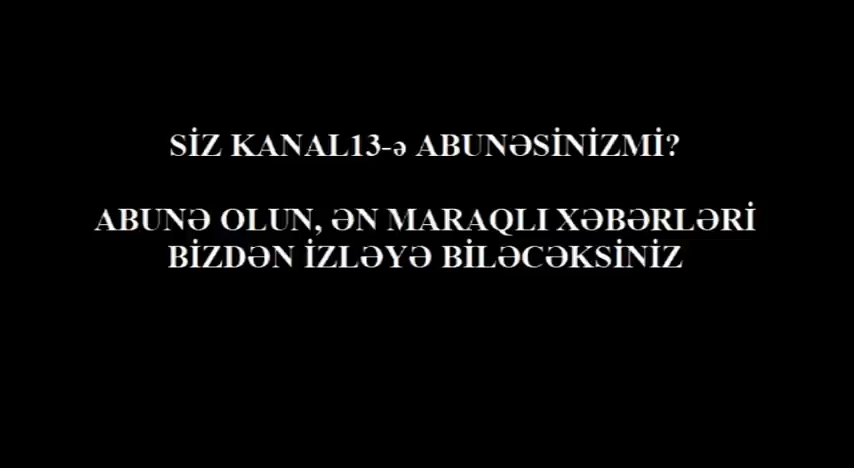 SİZ KANAL13-ə ABUNƏSİNİZMİ?
ABUNƏ OLUN, ƏN MARAQLI XƏBƏRLƏRİ
BİZDƏN İZLƏYƏ BİLƏCƏKSİNİZ